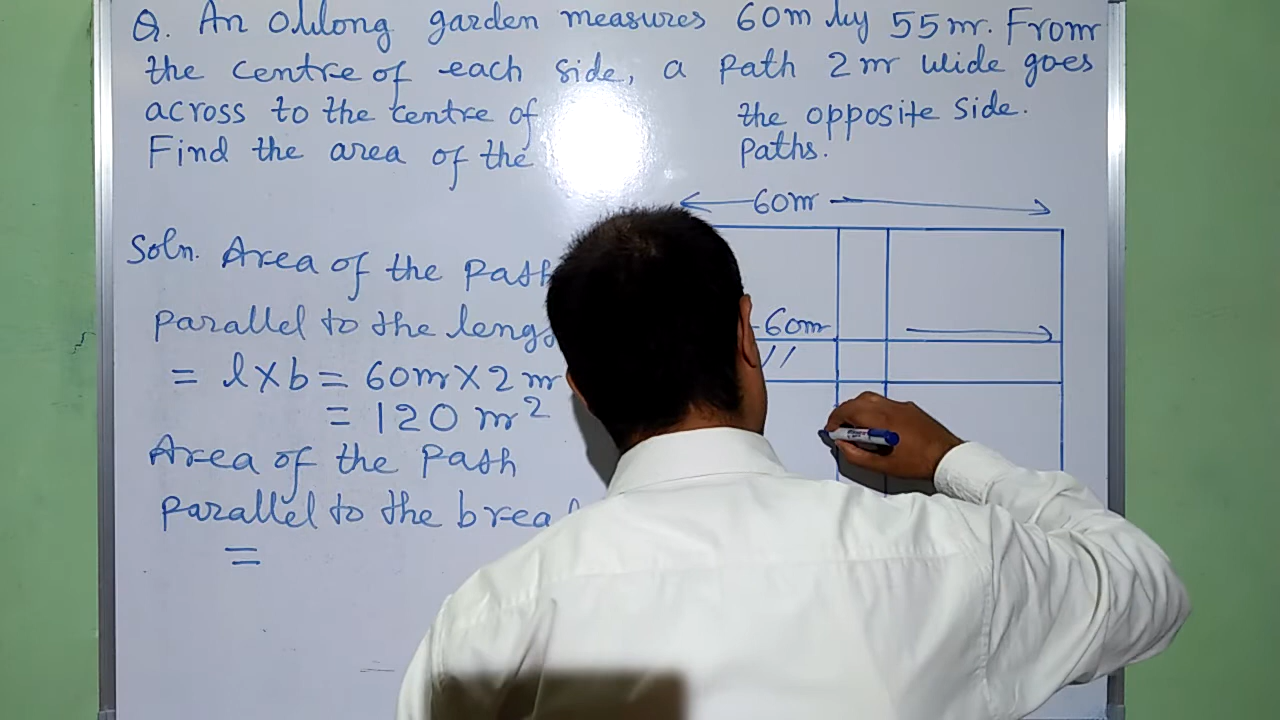 Q. An Oblong garden measures 60m by 55m. From
the centre of each side, a path 2m wide goes
across to the centre of the opposite side.
Find the area of the paths.
60m
Soln. Area of the Path
parallel to the leng
60m
= l×b = 60m×2m
= 120 m²
Area of the Path
parallel to the brea
=